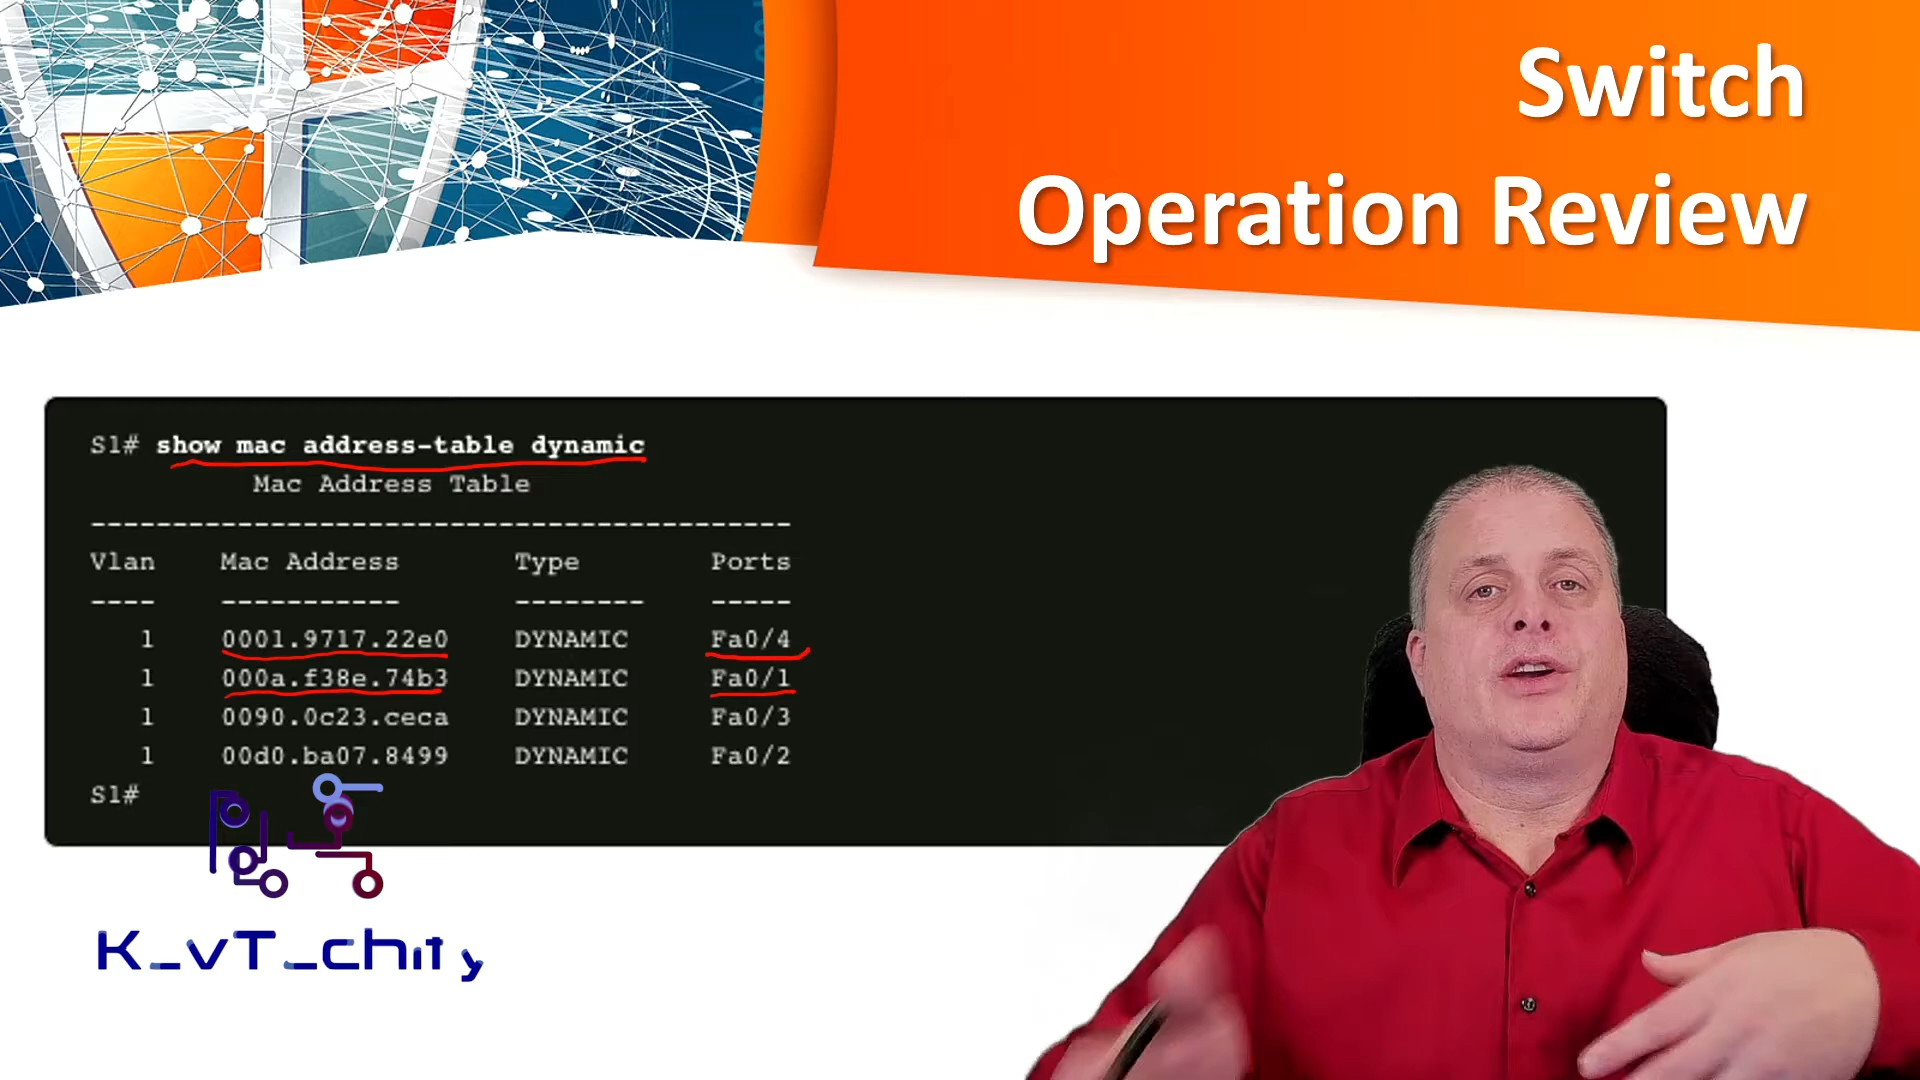 Switch
Operation Review
S1# show mac address-table dynamic
Mac Address Table
-------------------------------------------
Vlan Mac Address Type Ports
---- ----------- -------- -----
1 0001.9717.22e0 DYNAMIC Fa0/4
1 000a.f38e.74b3 DYNAMIC Fa0/1
1 0090.0c23.ceca DYNAMIC Fa0/3
1 00d0.ba07.8499 DYNAMIC Fa0/2
S1#